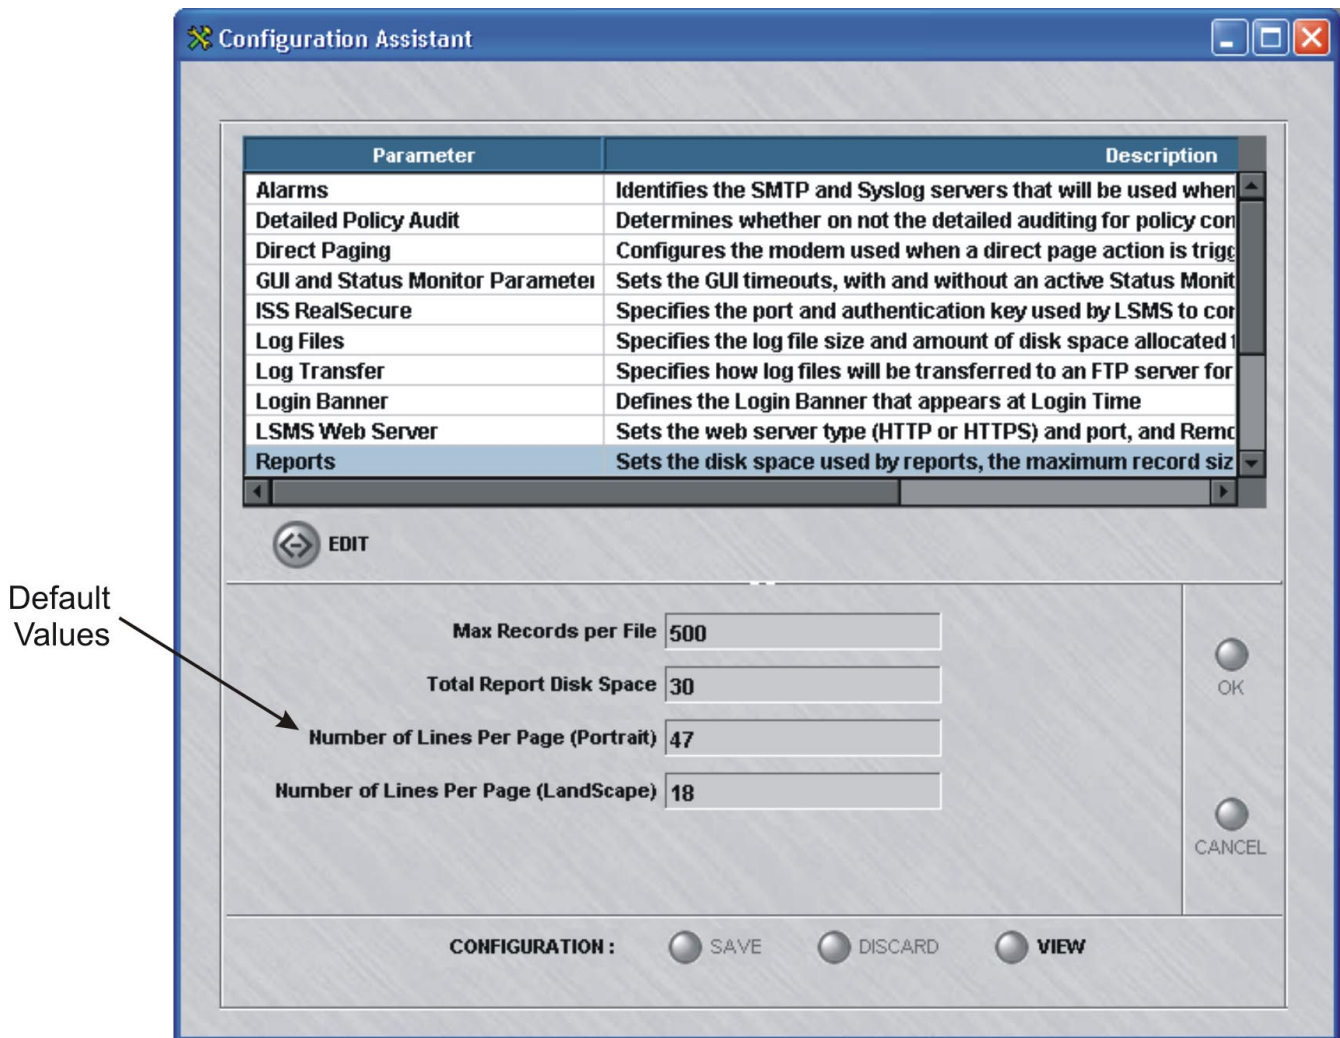 Configuration Assistant
Parameter Description
Alarms Identifies the SMTP and Syslog servers that will be used when
Detailed Policy Audit Determines whether on not the detailed auditing for policy con
Direct Paging Configures the modem used when a direct page action is trigg
GUI and Status Monitor Parameter Sets the GUI timeouts, with and without an active Status Monit
ISS RealSecure Specifies the port and authentication key used by LSMS to con
Log Files Specifies the log file size and amount of disk space allocated
Log Transfer Specifies how log files will be transferred to an FTP server for
Login Banner Defines the Login Banner that appears at Login Time
LSMS Web Server Sets the web server type (HTTP or HTTPS) and port, and Remo
Reports Sets the disk space used by reports, the maximum record siz
EDIT
Default
Values
Max Records per File 500
Total Report Disk Space 30
Number of Lines Per Page (Portrait) 47
Number of Lines Per Page (LandScape) 18
OK
CANCEL
CONFIGURATION : SAVE DISCARD VIEW